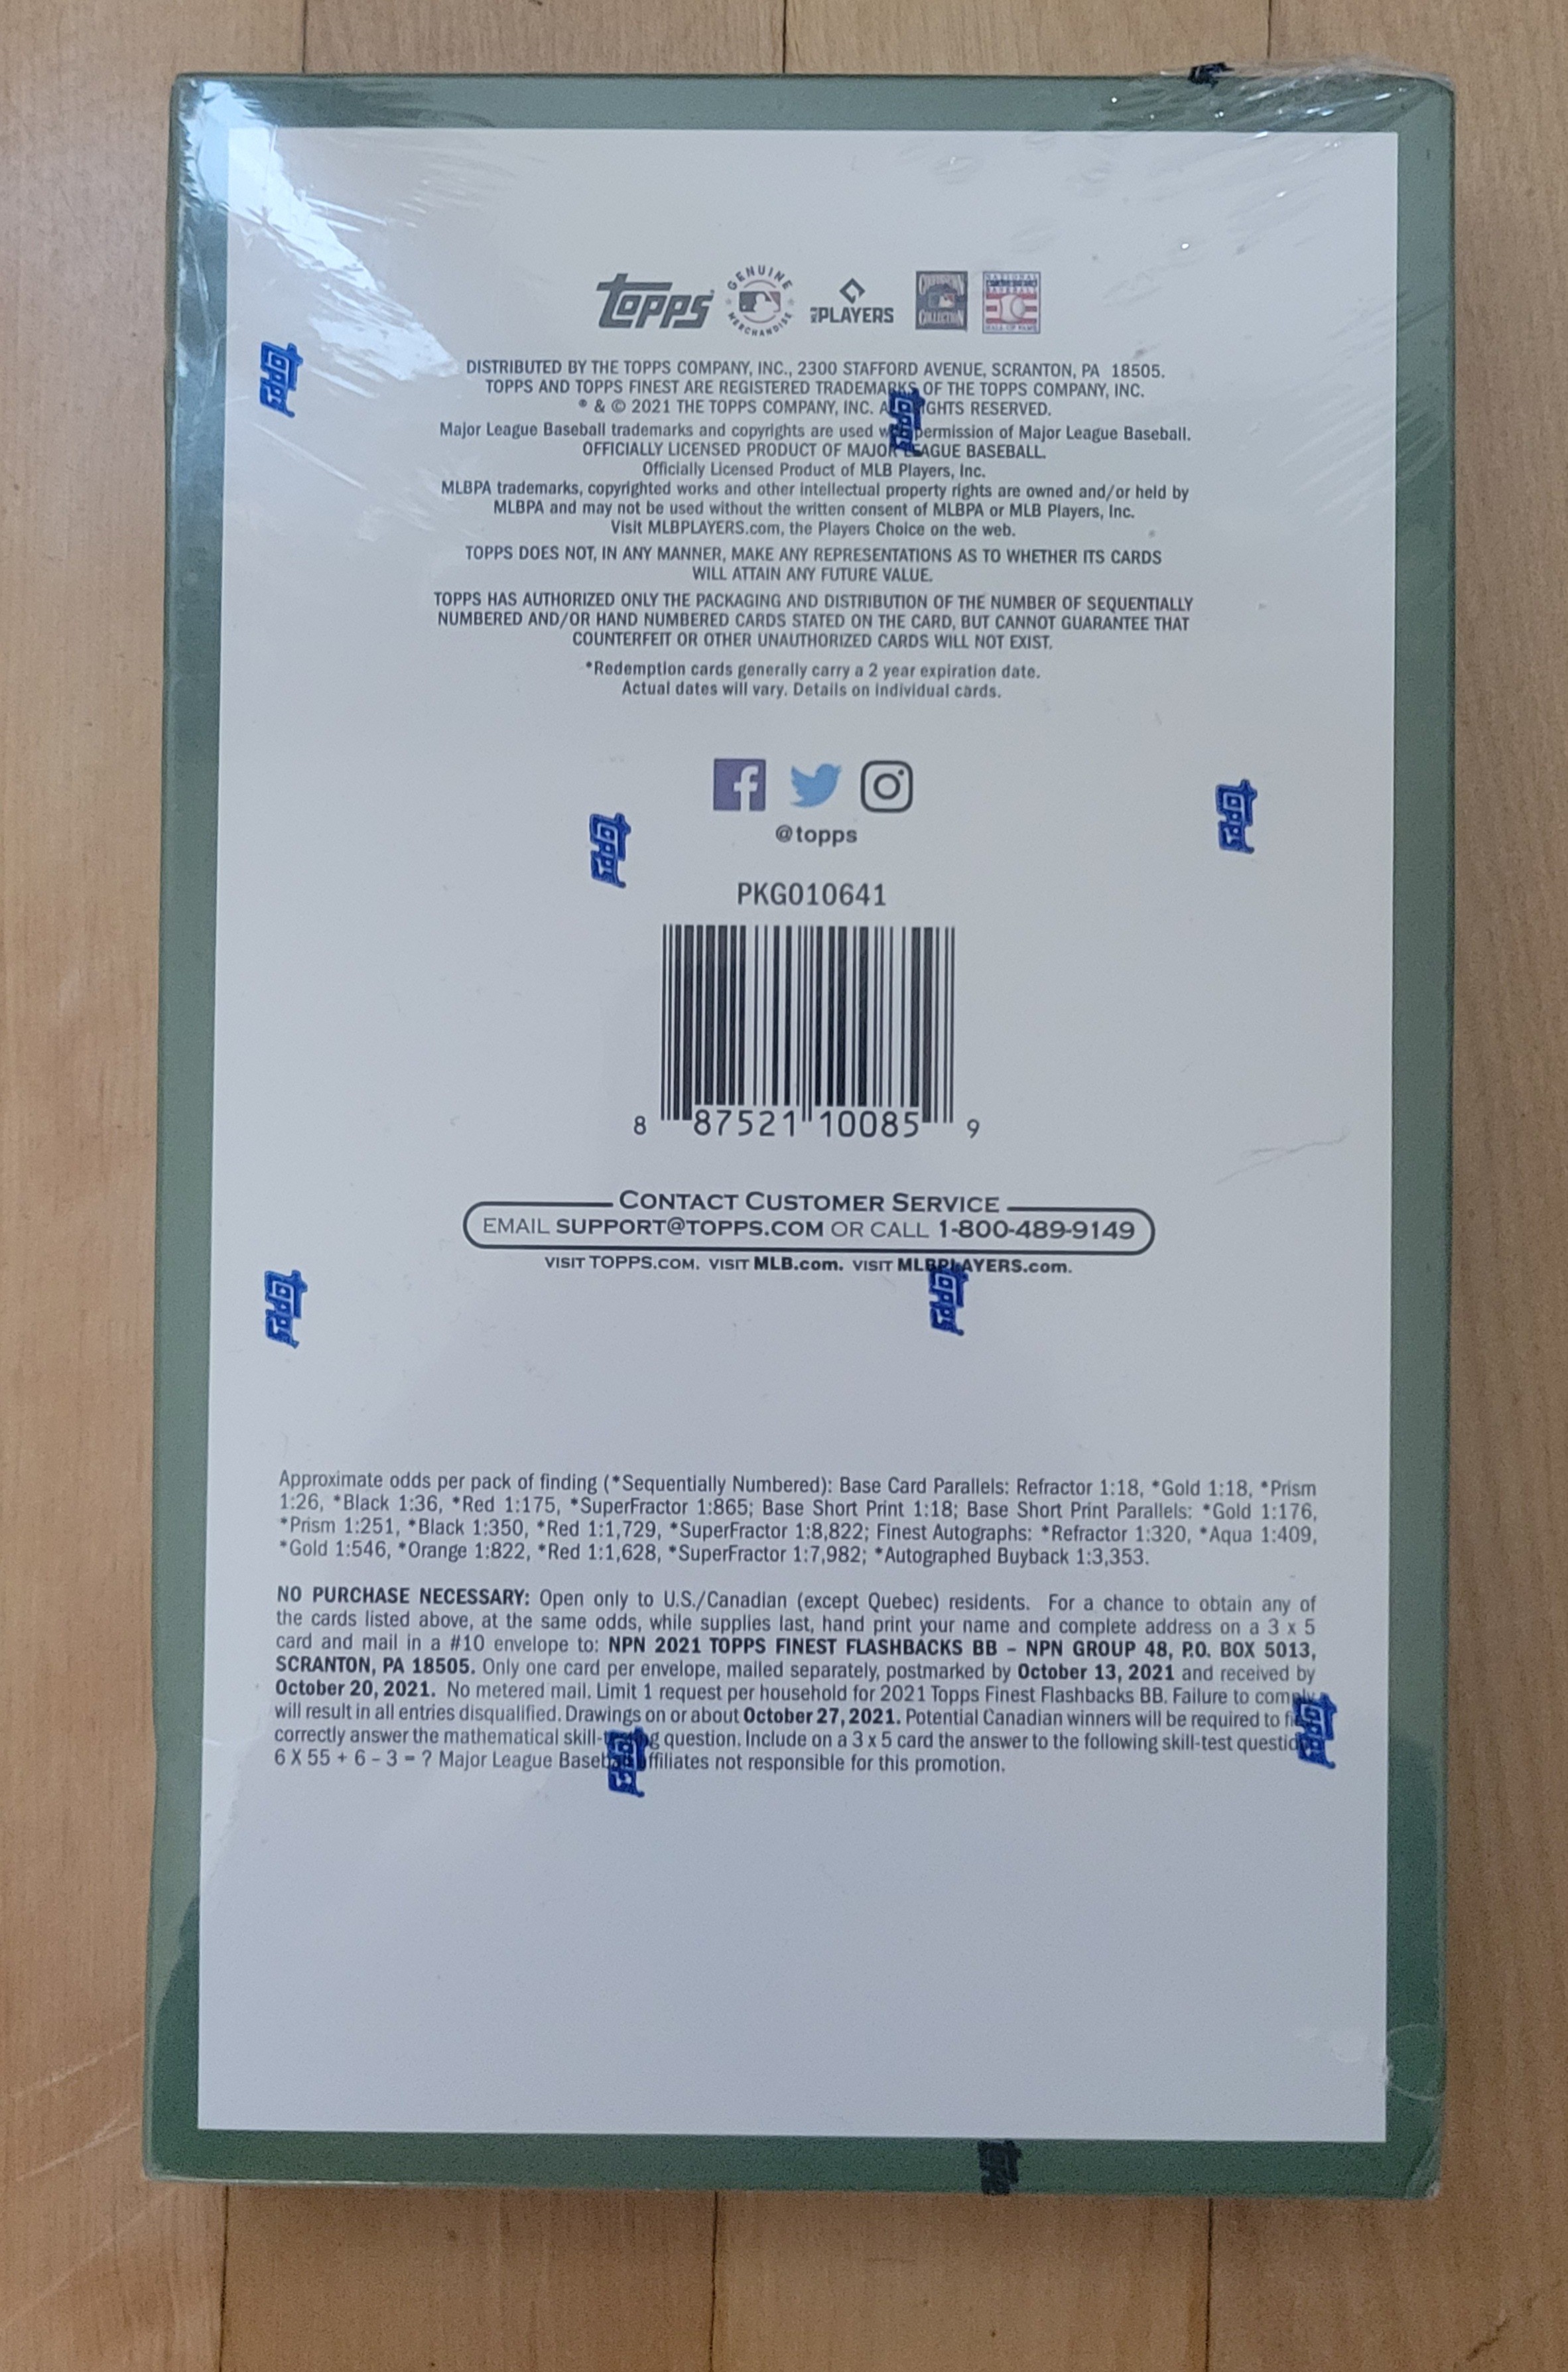 Topps
GENUINE MERCHANDISE
PLAYERS
COOPERSTOWN COLLECTION
NATIONAL BASEBALL HALL OF FAME
DISTRIBUTED BY THE TOPPS COMPANY, INC., 2300 STAFFORD AVENUE, SCRANTON, PA 18505.
TOPPS AND TOPPS FINEST ARE REGISTERED TRADEMARKS OF THE TOPPS COMPANY, INC.
® & © 2021 THE TOPPS COMPANY, INC. ALL RIGHTS RESERVED.
Major League Baseball trademarks and copyrights are used with permission of Major League Baseball.
OFFICIALLY LICENSED PRODUCT OF MAJOR LEAGUE BASEBALL.
Officially Licensed Product of MLB Players, Inc.
MLBPA trademarks, copyrighted works and other intellectual property rights are owned and/or held by
MLBPA and may not be used without the written consent of MLBPA or MLB Players, Inc.
Visit MLBPLAYERS.com, the Players Choice on the web.
TOPPS DOES NOT, IN ANY MANNER, MAKE ANY REPRESENTATIONS AS TO WHETHER ITS CARDS
WILL ATTAIN ANY FUTURE VALUE.
TOPPS HAS AUTHORIZED ONLY THE PACKAGING AND DISTRIBUTION OF THE NUMBER OF SEQUENTIALLY
NUMBERED AND/OR HAND NUMBERED CARDS STATED ON THE CARD, BUT CANNOT GUARANTEE THAT
COUNTERFEIT OR OTHER UNAUTHORIZED CARDS WILL NOT EXIST.
*Redemption cards generally carry a 2 year expiration date.
Actual dates will vary. Details on individual cards.
@topps
PKG010641
8 87521 10085 9
CONTACT CUSTOMER SERVICE
EMAIL SUPPORT@TOPPS.COM OR CALL 1-800-489-9149
VISIT TOPPS.COM. VISIT MLB.com. VISIT MLBPLAYERS.com.
Approximate odds per pack of finding (*Sequentially Numbered): Base Card Parallels: Refractor 1:18, *Gold 1:18, *Prism
1:26, *Black 1:36, *Red 1:175, *SuperFractor 1:865; Base Short Print 1:18; Base Short Print Parallels: *Gold 1:176,
*Prism 1:251, *Black 1:350, *Red 1:1,729, *SuperFractor 1:8,822; Finest Autographs: *Refractor 1:320, *Aqua 1:409,
*Gold 1:546, *Orange 1:822, *Red 1:1,628, *SuperFractor 1:7,982; *Autographed Buyback 1:3,353.
NO PURCHASE NECESSARY: Open only to U.S./Canadian (except Quebec) residents. For a chance to obtain any of
the cards listed above, at the same odds, while supplies last, hand print your name and complete address on a 3 x 5
card and mail in a #10 envelope to: NPN 2021 TOPPS FINEST FLASHBACKS BB – NPN GROUP 48, P.O. BOX 5013,
SCRANTON, PA 18505. Only one card per envelope, mailed separately, postmarked by October 13, 2021 and received by
October 20, 2021. No metered mail. Limit 1 request per household for 2021 Topps Finest Flashbacks BB. Failure to comply
will result in all entries disqualified. Drawings on or about October 27, 2021. Potential Canadian winners will be required to first
correctly answer the mathematical skill-testing question. Include on a 3 x 5 card the answer to the following skill-test question:
6 X 55 + 6 – 3 = ? Major League Baseball affiliates not responsible for this promotion.
Topps
Topps
Topps
Topps
Topps
Topps
Topps
Topps